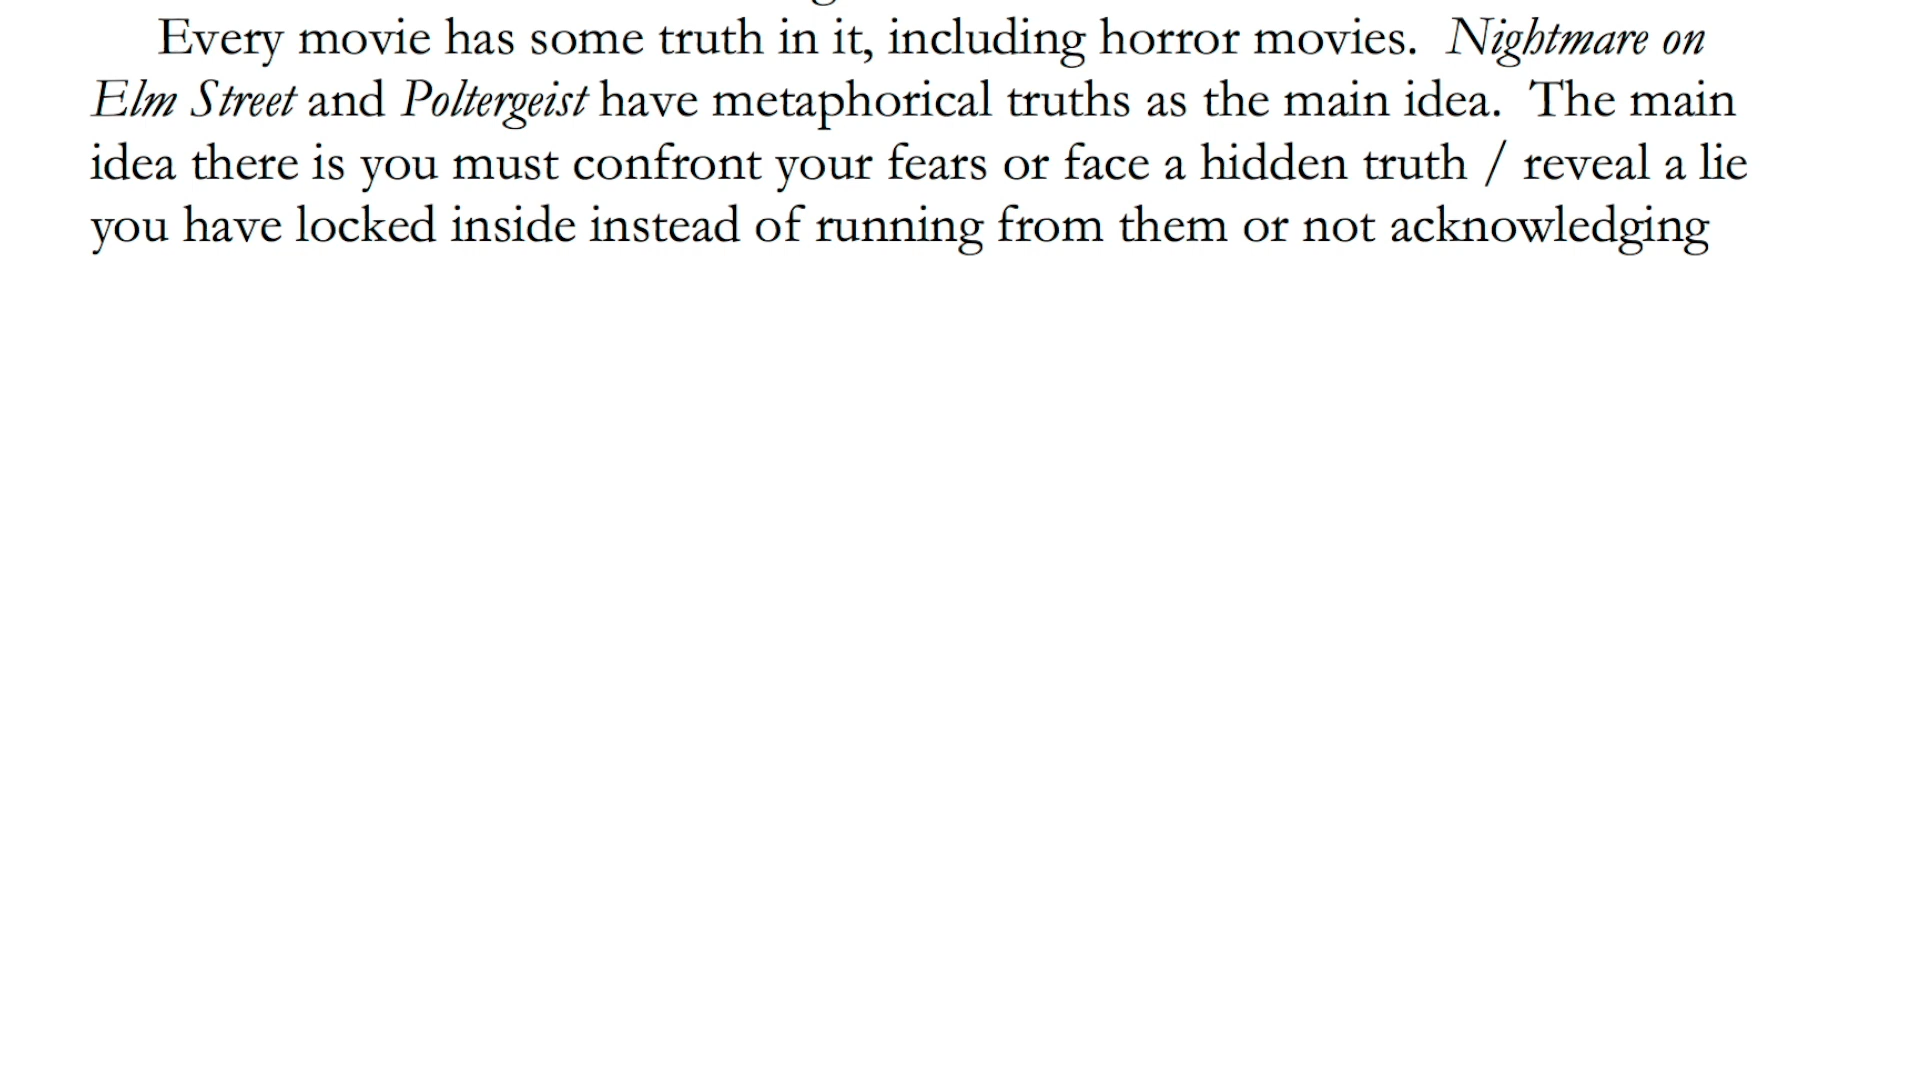 Every movie has some truth in it, including horror movies.  Nightmare on
Elm Street and Poltergeist have metaphorical truths as the main idea.  The main
idea there is you must confront your fears or face a hidden truth / reveal a lie
you have locked inside instead of running from them or not acknowledging